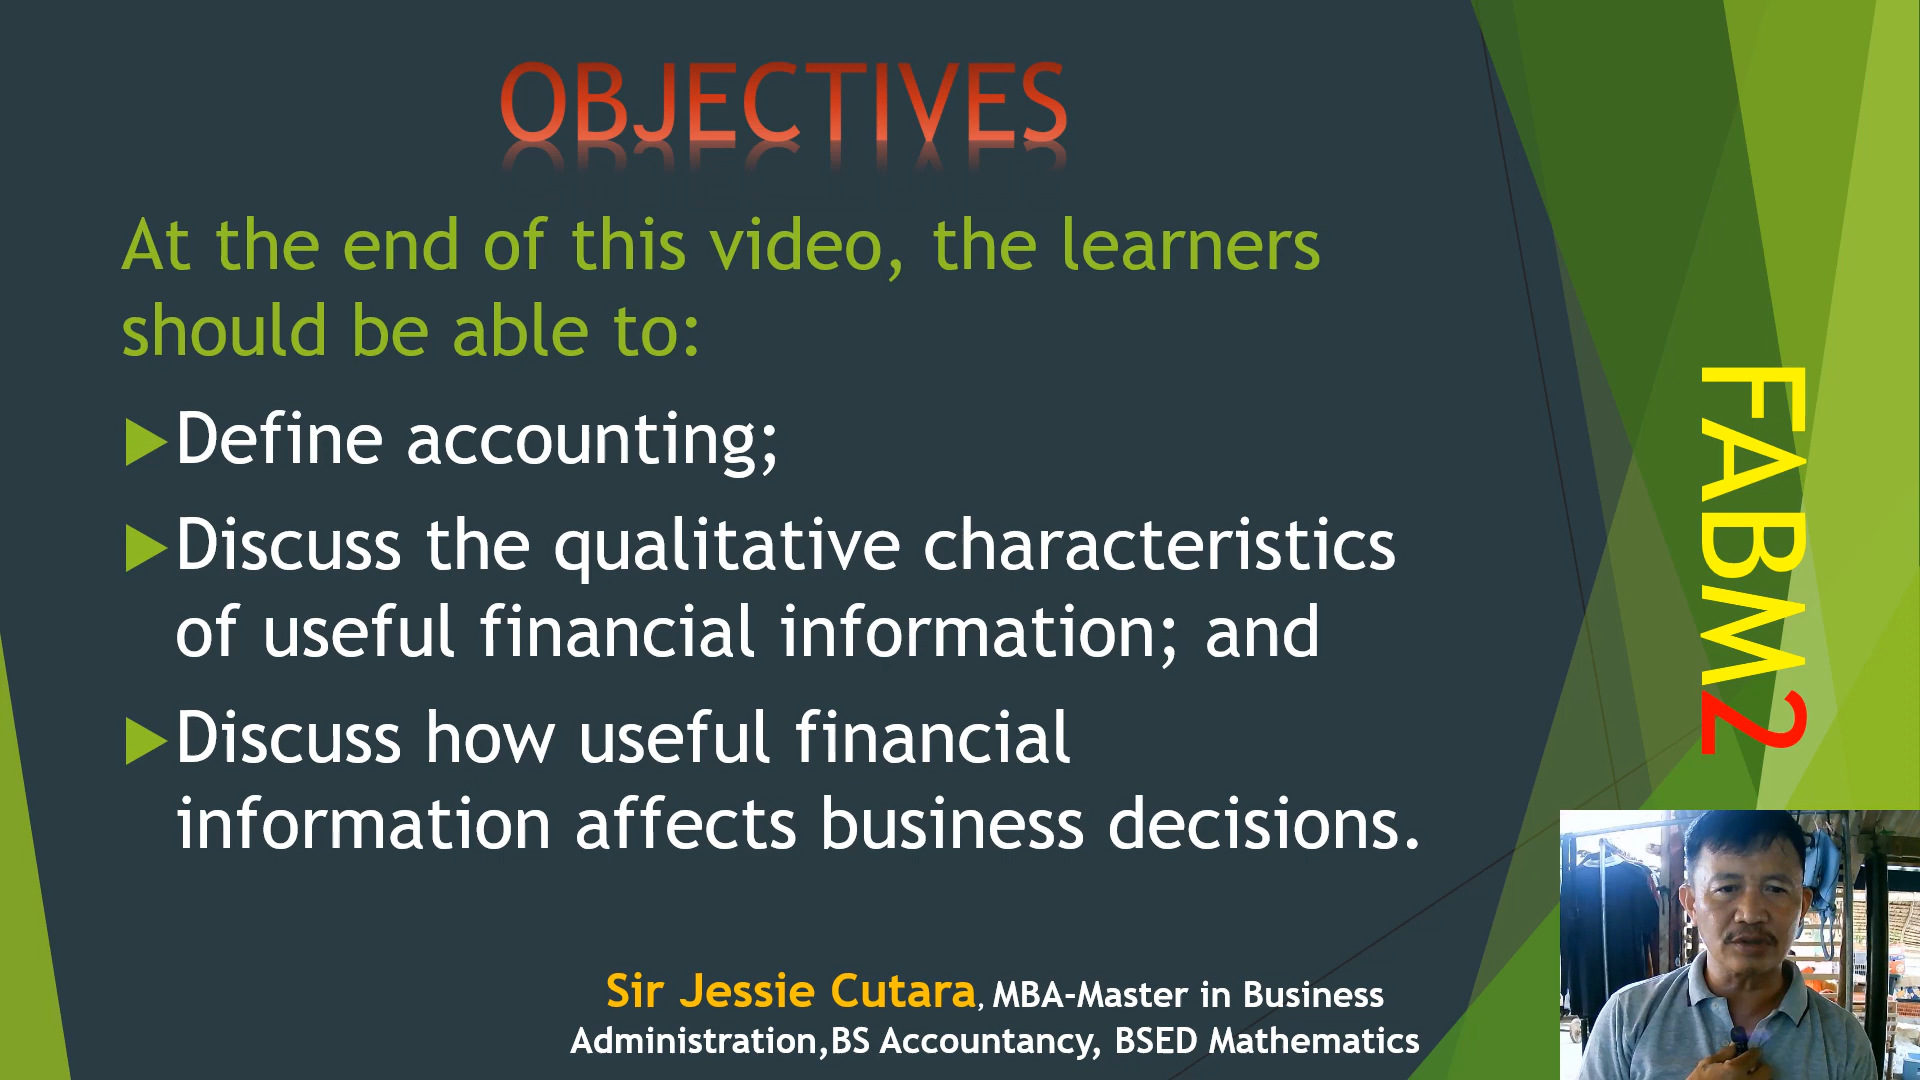 OBJECTIVES
At the end of this video, the learners
should be able to:
Define accounting;
Discuss the qualitative characteristics
of useful financial information; and
Discuss how useful financial
information affects business decisions.
FABM2
Sir Jessie Cutara, MBA-Master in Business
Administration,BS Accountancy, BSED Mathematics